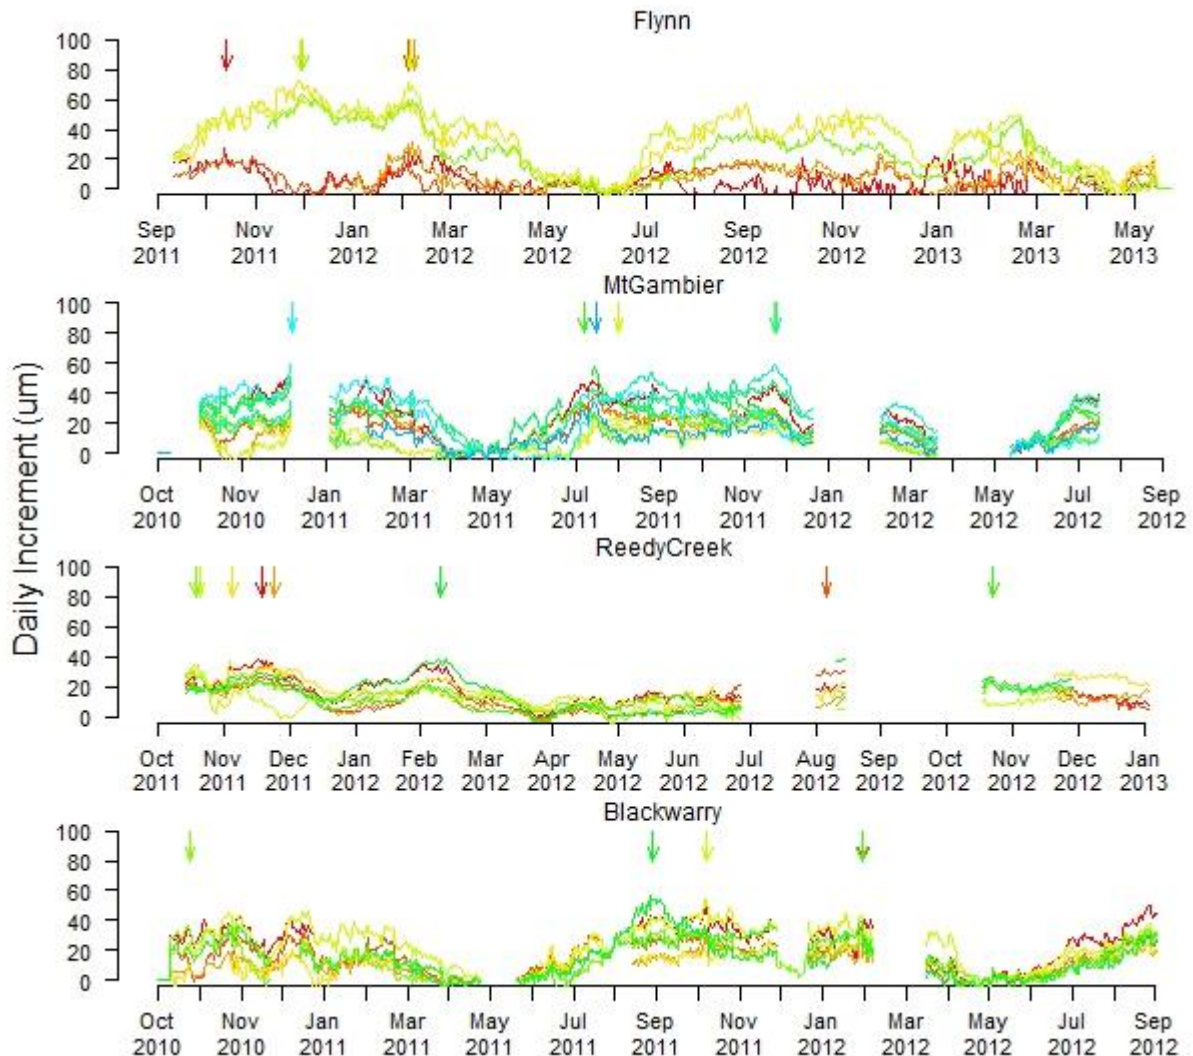 Daily Increment (um)
Flynn
100
80
60
40
20
0
Sep Nov Jan Mar May Jul Sep Nov Jan Mar May
2011 2011 2012 2012 2012 2012 2012 2012 2013 2013 2013
MtGambier
100
80
60
40
20
0
Oct Nov Jan Mar May Jul Sep Nov Jan Mar May Jul Sep
2010 2010 2011 2011 2011 2011 2011 2011 2012 2012 2012 2012 2012
ReedyCreek
100
80
60
40
20
0
Oct Nov Dec Jan Feb Mar Apr May Jun Jul Aug Sep Oct Nov Dec Jan
2011 2011 2011 2012 2012 2012 2012 2012 2012 2012 2012 2012 2012 2012 2012 2013
Blackwarry
100
80
60
40
20
0
Oct Nov Jan Mar May Jul Sep Nov Jan Mar May Jul Sep
2010 2010 2011 2011 2011 2011 2011 2011 2012 2012 2012 2012 2012